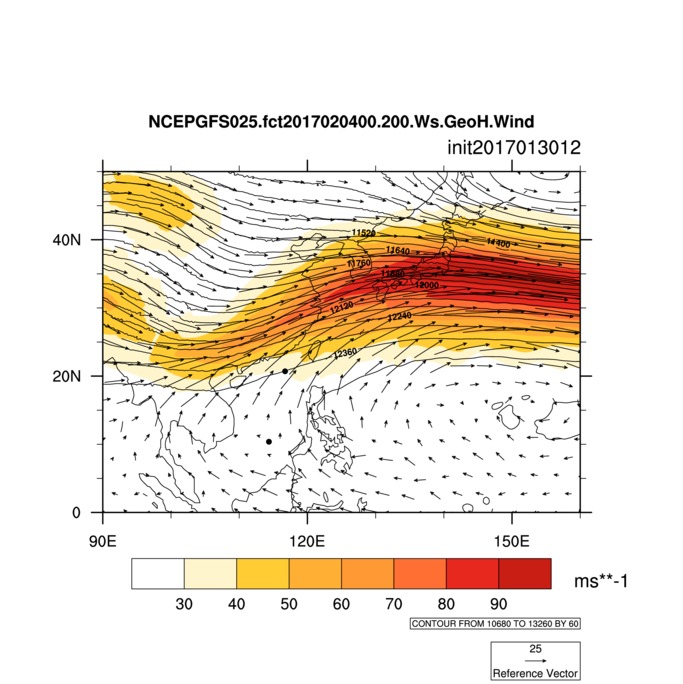 NCEPGFS025.fct2017020400.200.Ws.GeoH.Wind
init2017013012
40N
20N
0
90E 120E 150E
11520
11640
11400
11760
11880
12000
12120
12240
12360
30 40 50 60 70 80 90
ms**-1
CONTOUR FROM 10680 TO 13260 BY 60
25
Reference Vector